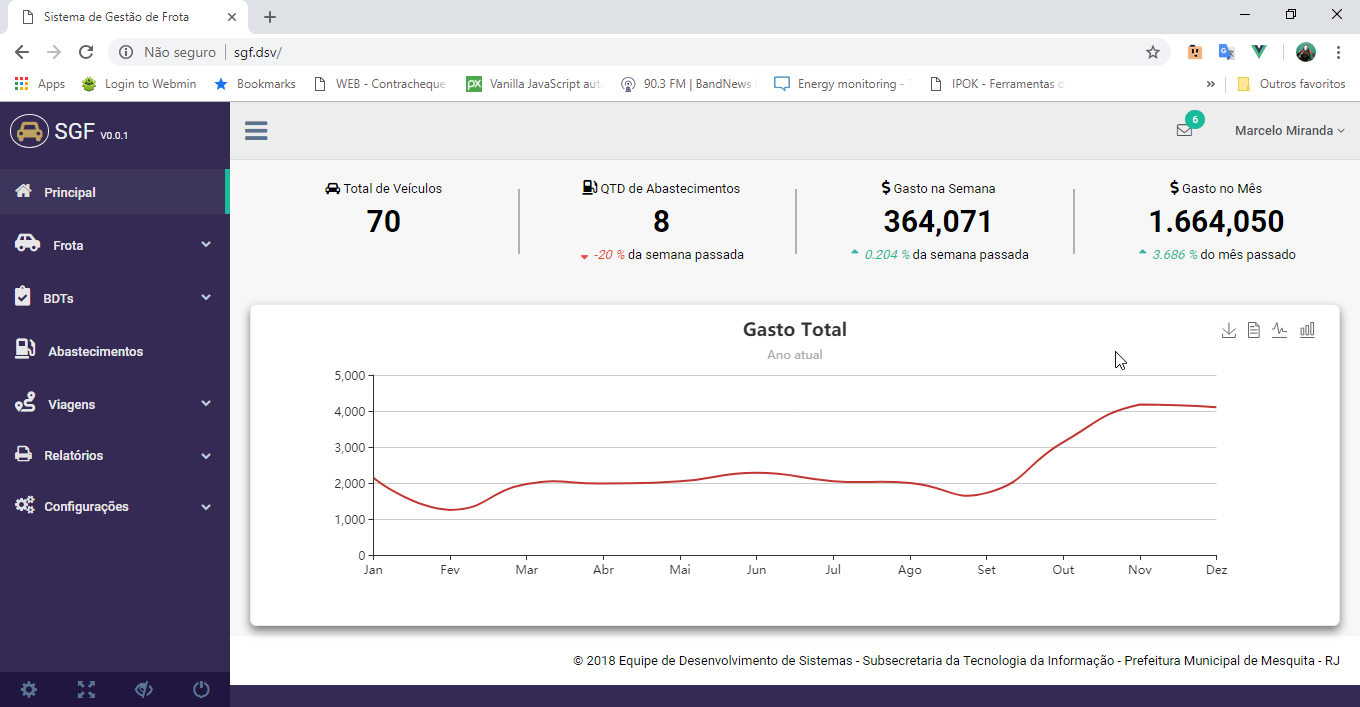 Sistema de Gestão de Frota
Não seguro
sgf.dsv/
Apps
Login to Webmin
Bookmarks
WEB - Contracheque
px
Vanilla JavaScript aut
90.3 FM | BandNews
Energy monitoring -
IPOK - Ferramentas
»
Outros favoritos
SGF V0.0.1
6
Marcelo Miranda
Principal
Frota
BDTs
Abastecimentos
Viagens
Relatórios
Configurações
Total de Veículos
70
QTD de Abastecimentos
8
-20 % da semana passada
$ Gasto na Semana
364,071
0.204 % da semana passada
$ Gasto no Mês
1.664,050
3.686 % do mês passado
Gasto Total
Ano atual
5,000
4,000
3,000
2,000
1,000
0
Jan Fev Mar Abr Mai Jun Jul Ago Set Out Nov Dez
© 2018 Equipe de Desenvolvimento de Sistemas - Subsecretaria da Tecnologia da Informação - Prefeitura Municipal de Mesquita - RJ